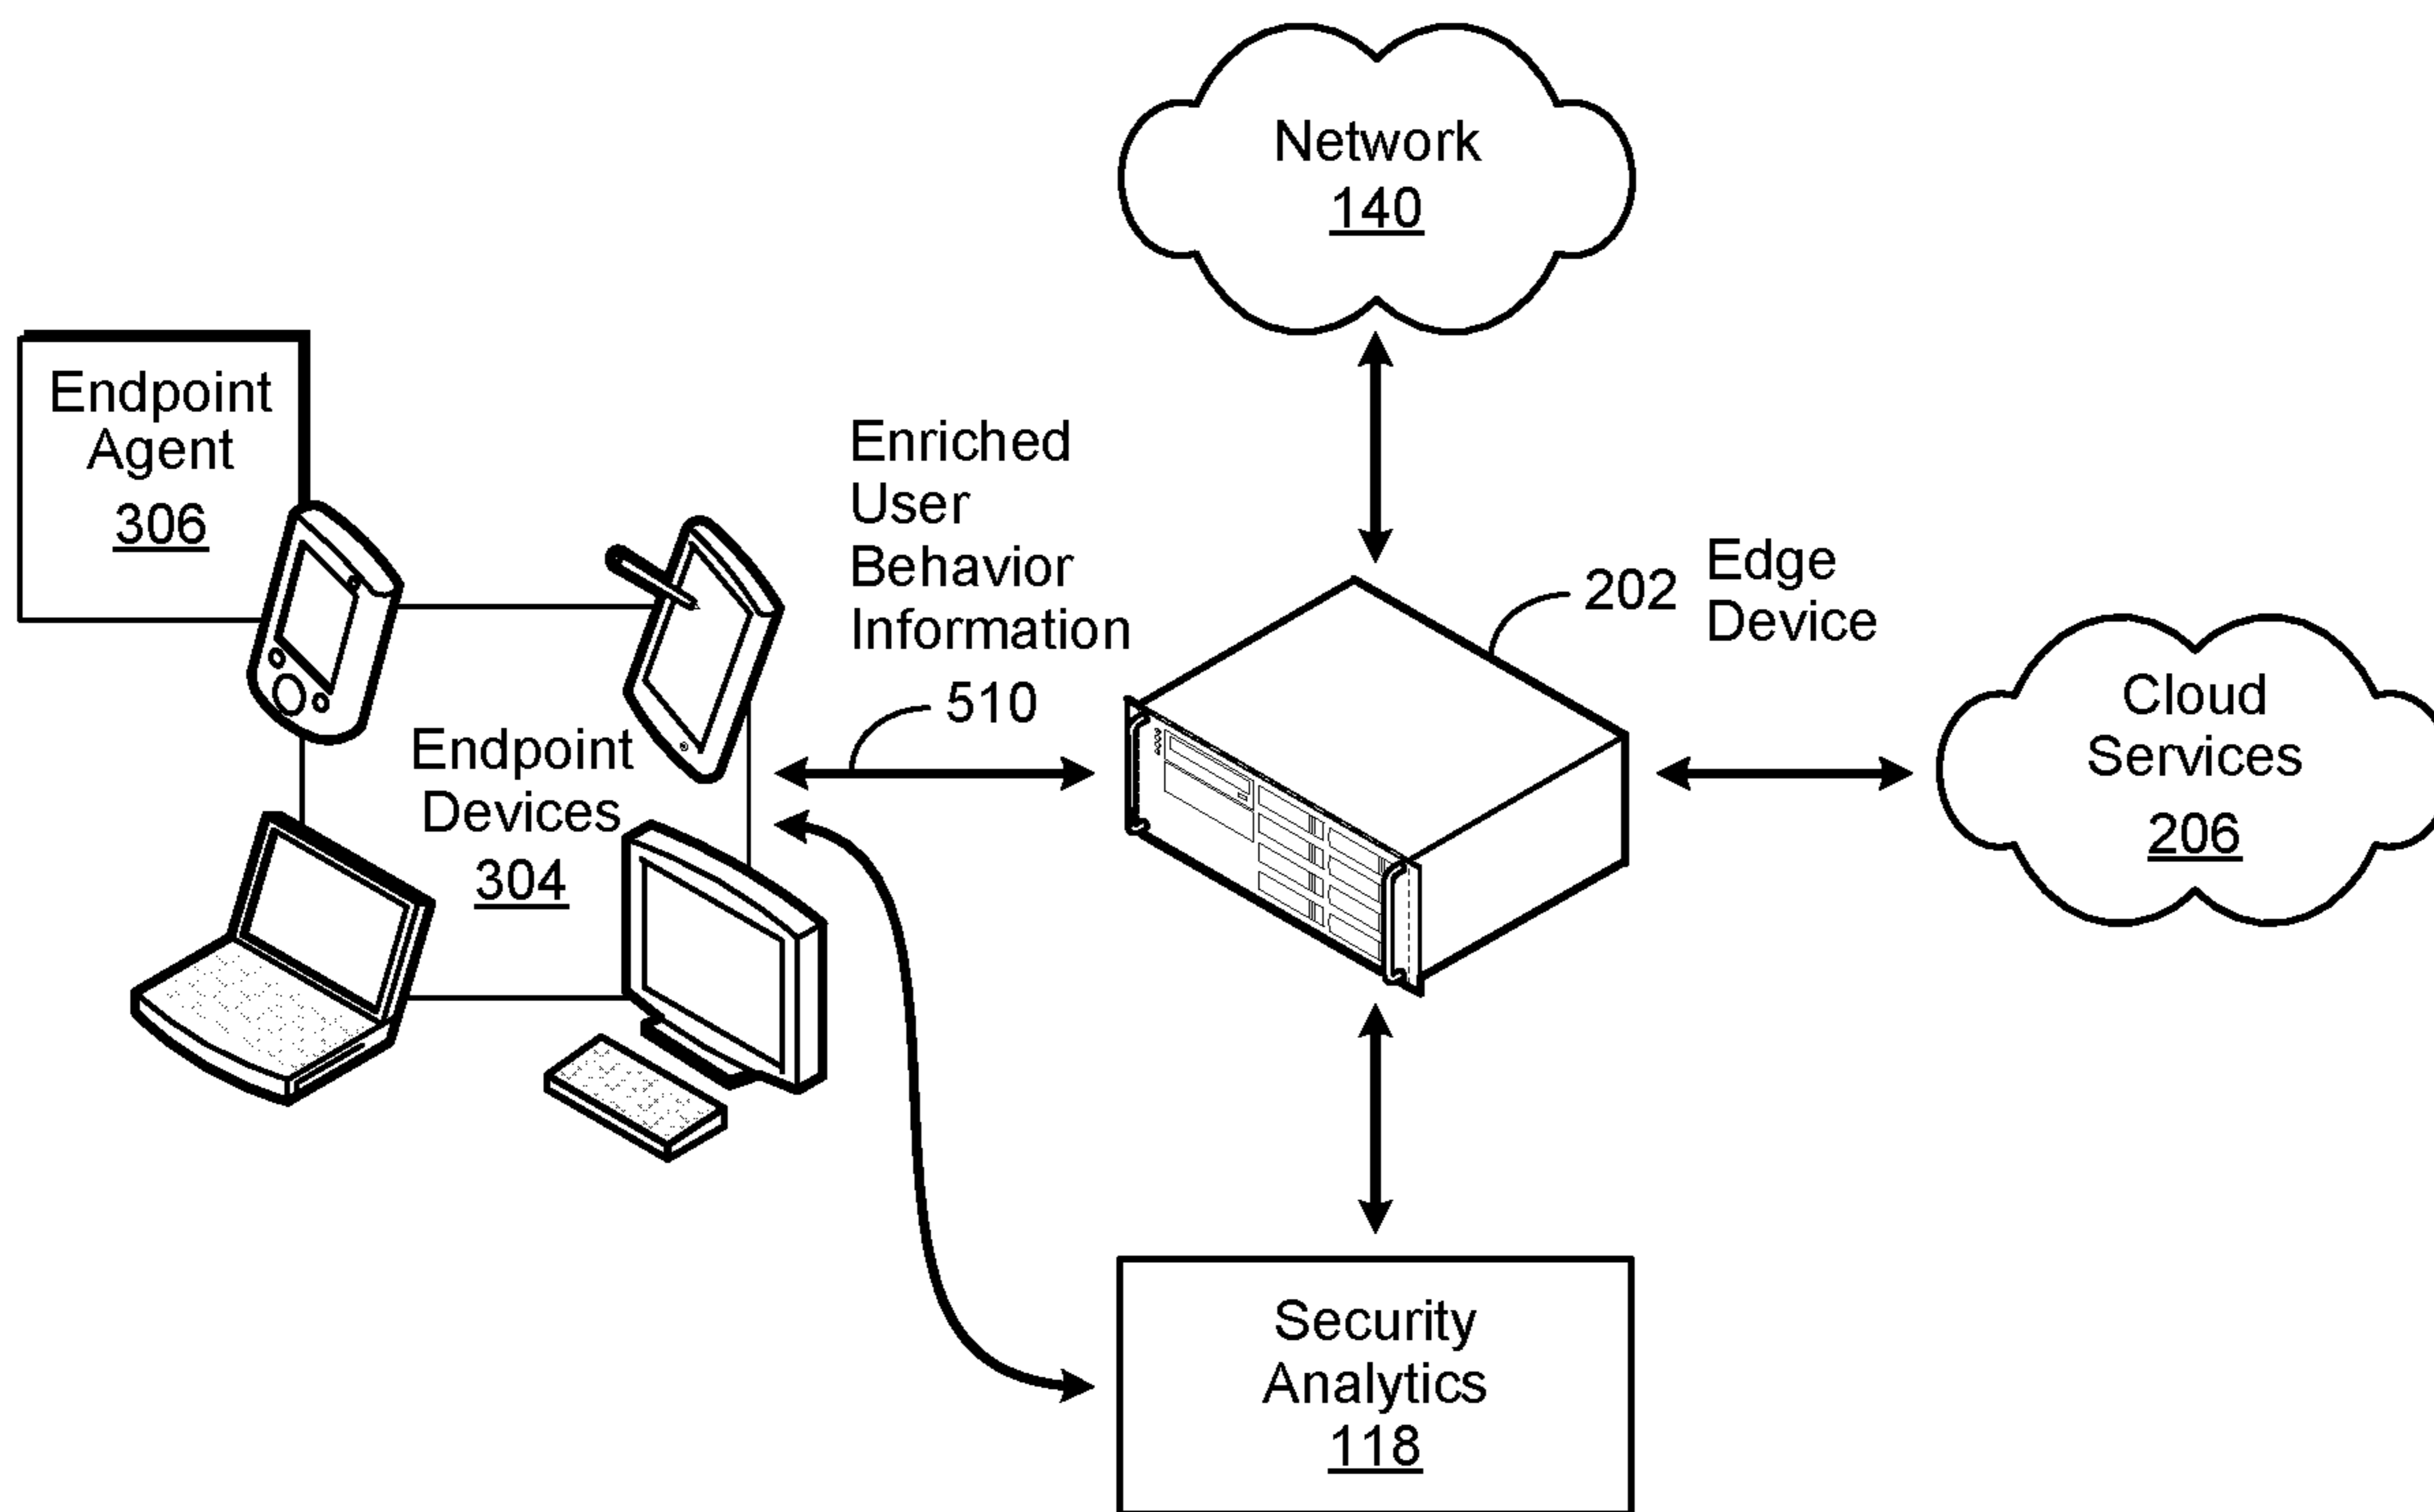 Network
140
Endpoint
Agent
306
Enriched
User
Behavior
Information
510
202
Edge
Device
Endpoint
Devices
304
Cloud
Services
206
Security
Analytics
118